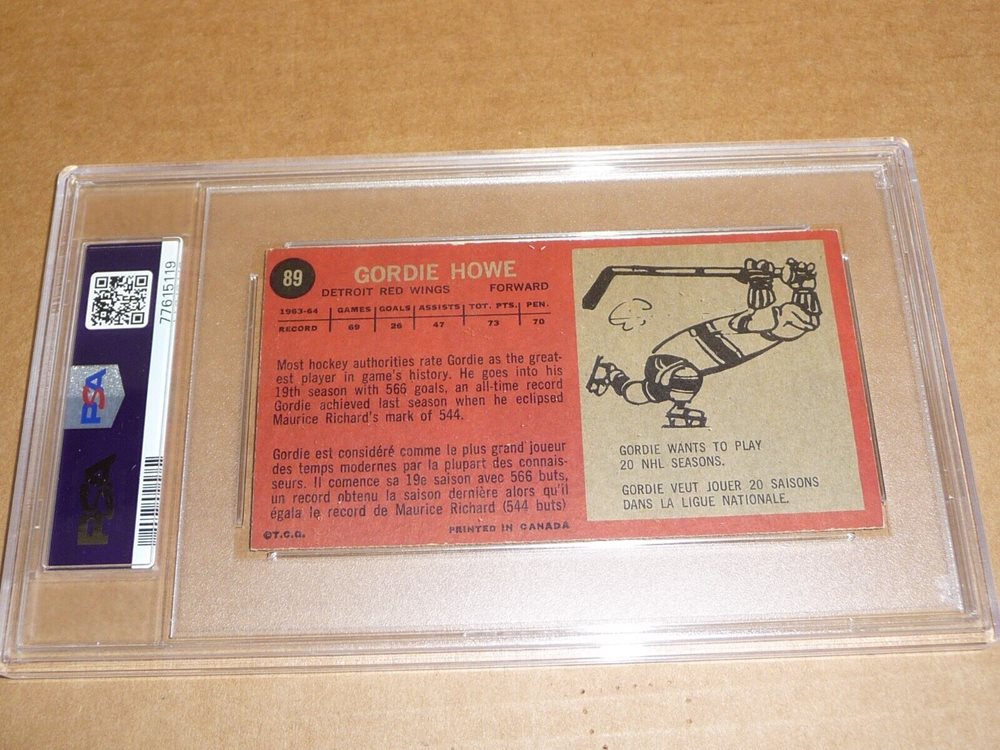 77615119
PSA
PSA
89
GORDIE HOWE
DETROIT RED WINGS FORWARD
1963-64 GAMES GOALS ASSISTS TOT. PTS. PEN.
RECORD 69 26 47 73 70
Most hockey authorities rate Gordie as the great-
est player in game's history. He goes into his
19th season with 566 goals, an all-time record
Gordie achieved last season when he eclipsed
Maurice Richard's mark of 544.
Gordie est considéré comme le plus grand joueur
des temps modernes par la plupart des connais-
seurs. Il comence sa 19e saison avec 566 buts,
un record obtenu la saison dernière alors qu'il
égala le record de Maurice Richard (544 buts)
©T.C.G. PRINTED IN CANADA
GORDIE WANTS TO PLAY
20 NHL SEASONS.
GORDIE VEUT JOUER 20 SAISONS
DANS LA LIGUE NATIONALE.